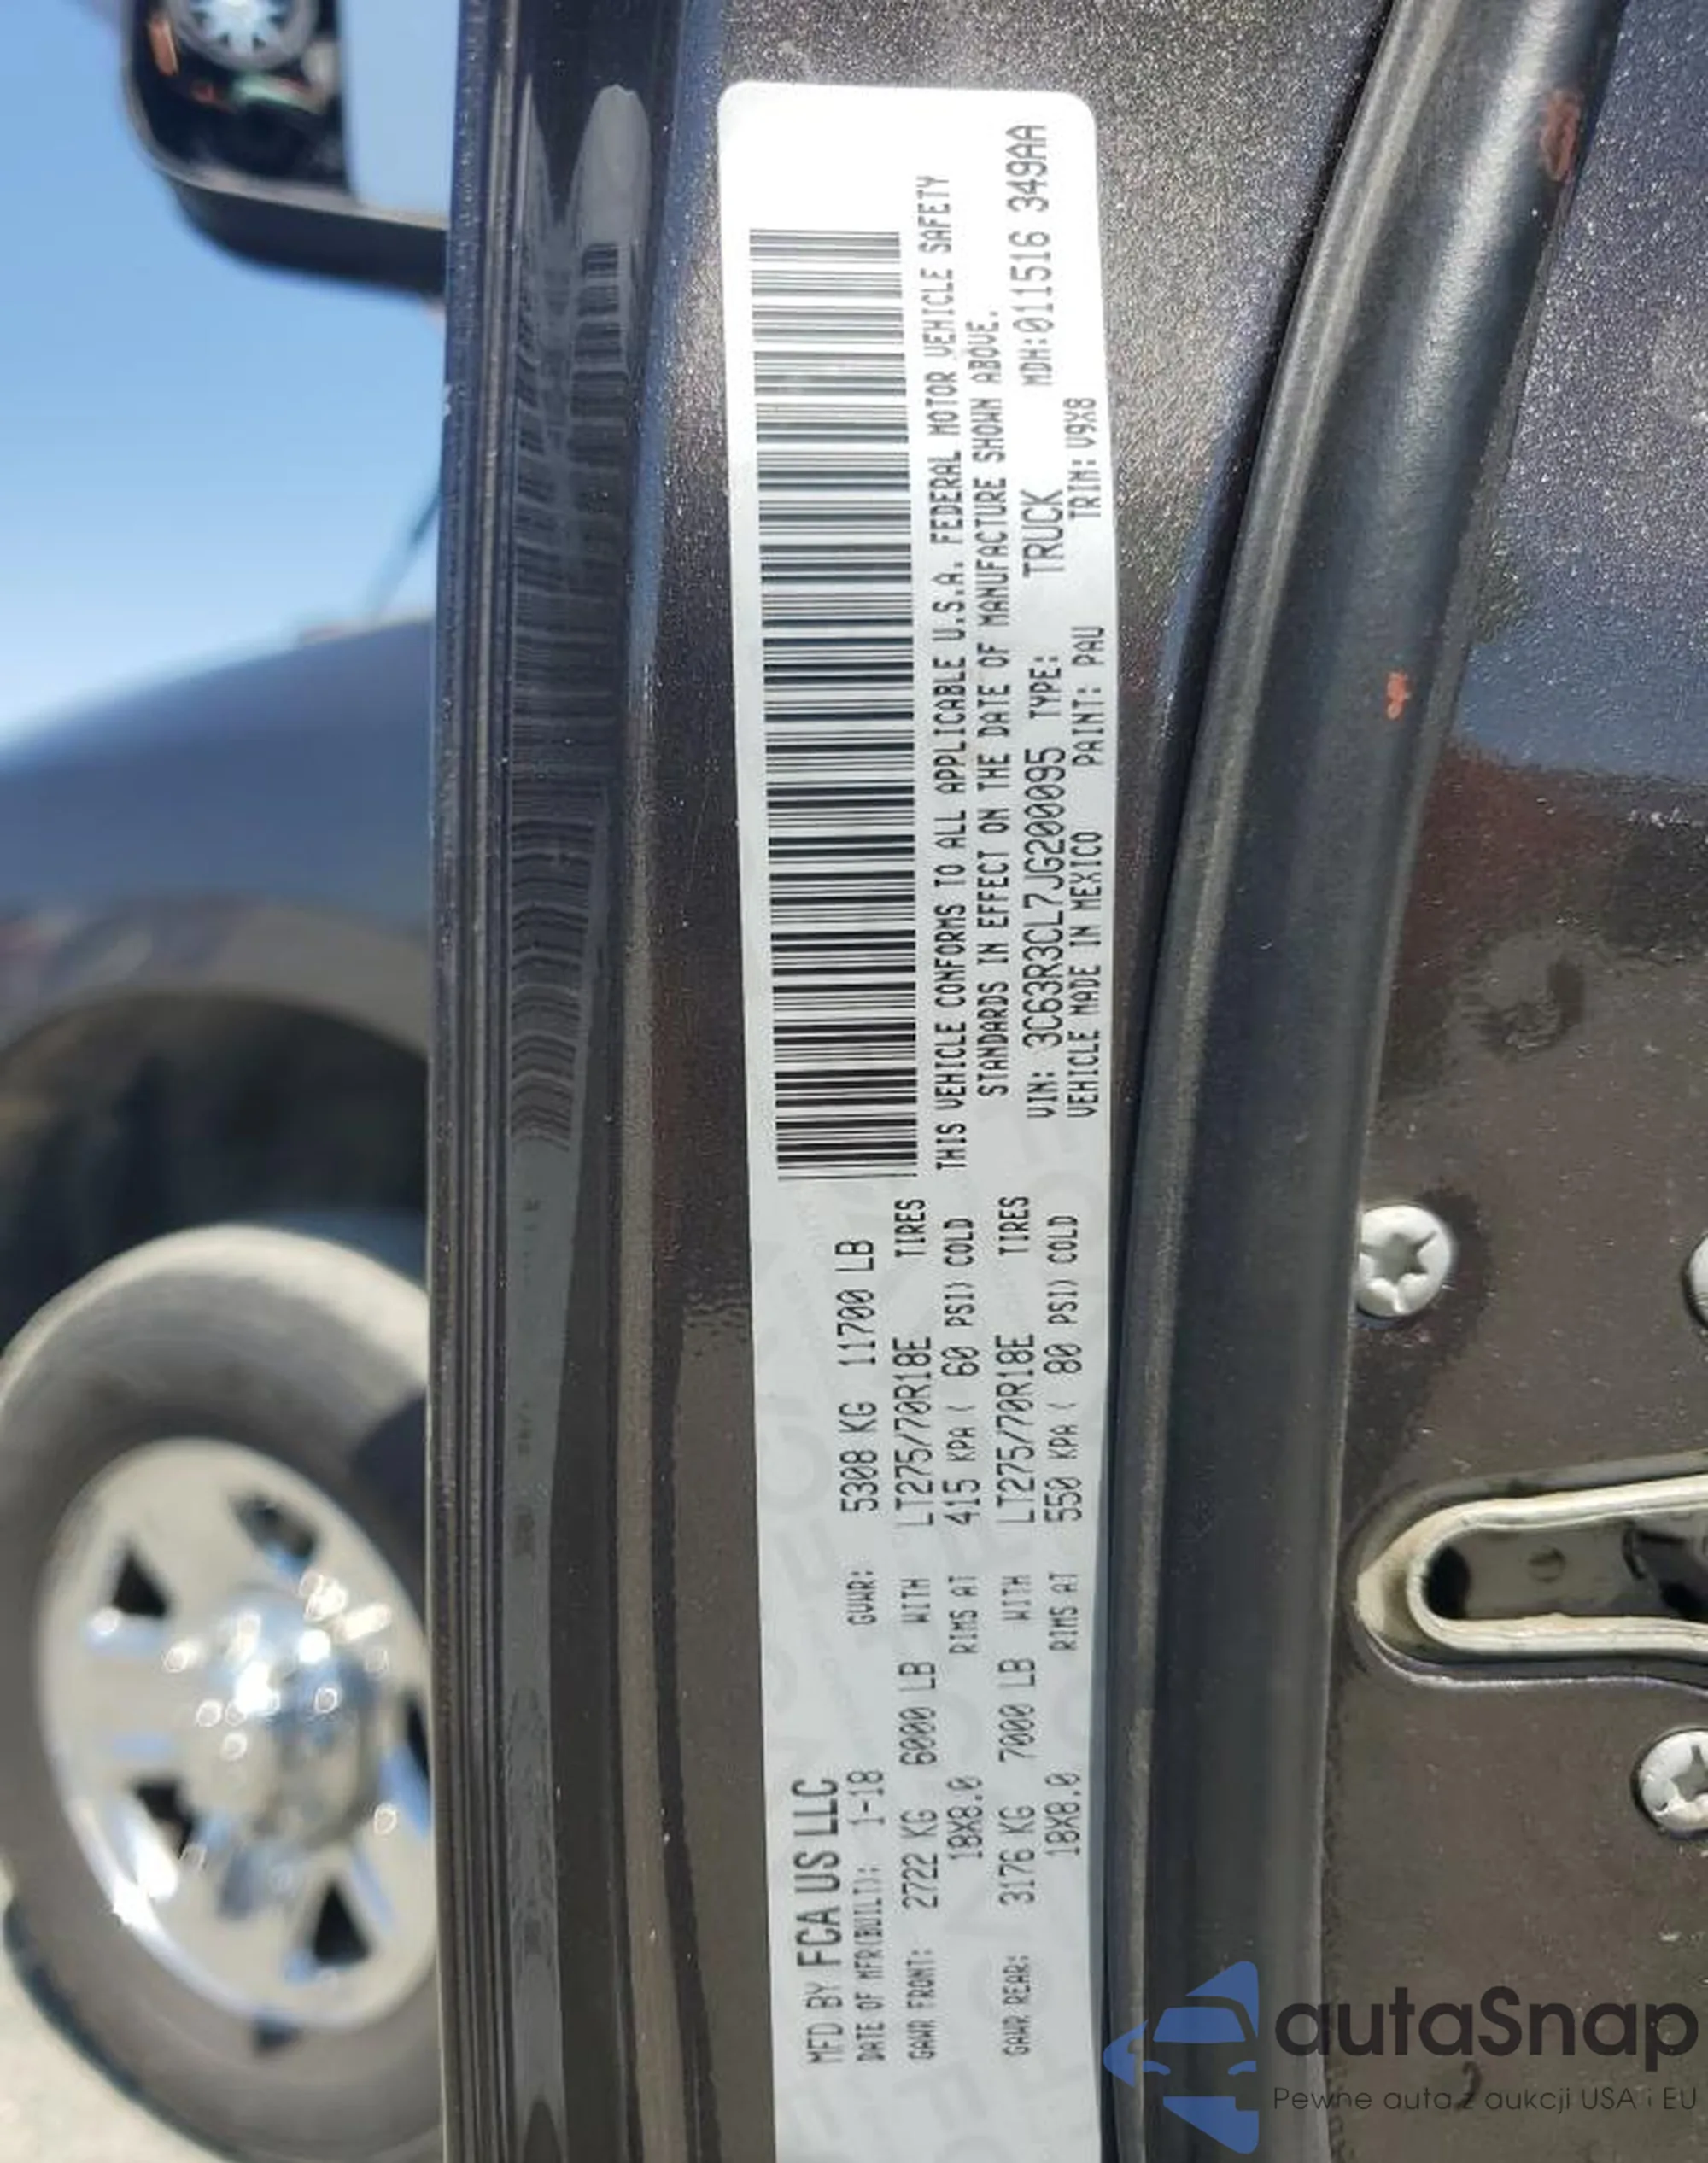 MFD BY FCA US LLC
DATE OF MFR(BUILT): 1-18 GVWR: 5308 KG 11700 LB
GAWR FRONT: 2722 KG 6000 LB WITH LT275/70R18E TIRES
18X8.0 RIMS AT 415 KPA ( 60 PSI) COLD
GAWR REAR: 3176 KG 7000 LB WITH LT275/70R18E TIRES
18X8.0 RIMS AT 550 KPA ( 80 PSI) COLD
THIS VEHICLE CONFORMS TO ALL APPLICABLE U.S.A. FEDERAL MOTOR VEHICLE SAFETY
STANDARDS IN EFFECT ON THE DATE OF MANUFACTURE SHOWN ABOVE.
VIN: 3C63R3CL7JG200095 TYPE: TRUCK MDH:011516 349AA
VEHICLE MADE IN MEXICO PAINT: PAU TRIM: V9X8
autaSnap
Pewne auta z aukcji USA i EU